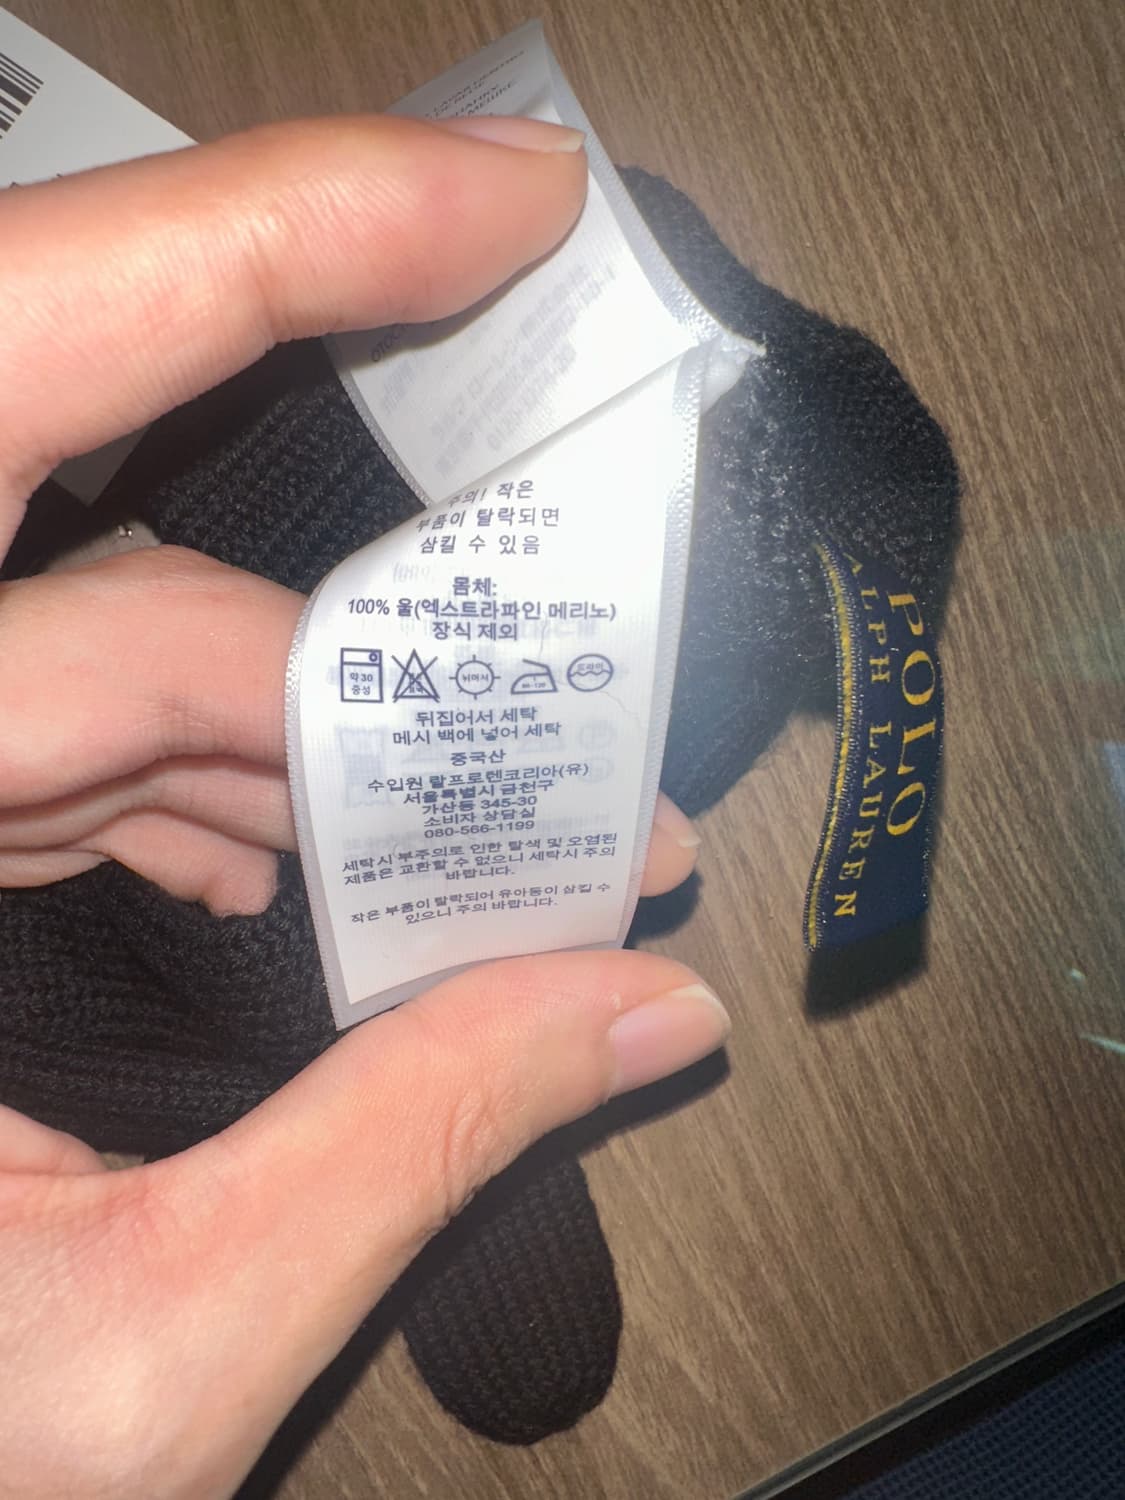 주의! 작은
부품이 탈락되면
삼킬 수 있음
몸체:
100% 울(엑스트라파인 메리노)
장식 제외
약 30
중성
뉘어서
80~120
드라이
뒤집어서 세탁
메시 백에 넣어 세탁
중국산
수입원 랄프로렌코리아(유)
서울특별시 금천구
가산동 345-30
소비자 상담실
080-566-1199
세탁시 부주의로 인한 탈색 및 오염된
제품은 교환할 수 없으니 세탁시 주의
바랍니다.
작은 부품이 탈락되어 유아동이 삼킬 수
있으니 주의 바랍니다.
POLO
RALPH LAUREN